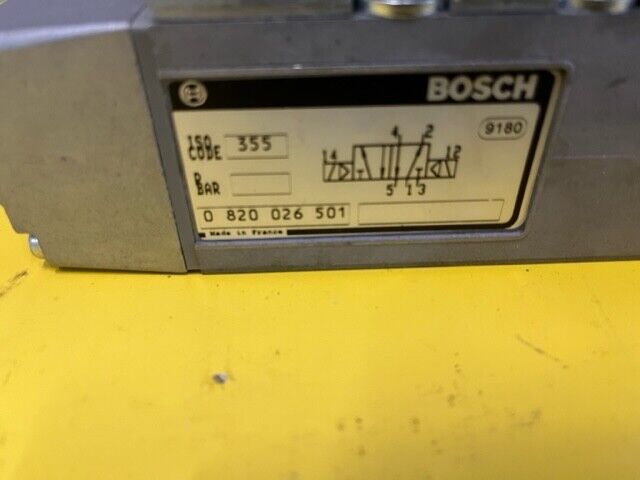 BOSCH
ISO CODE 355
9180
4 2
14 12
5 1 3
P BAR
0 820 026 501
Made in France